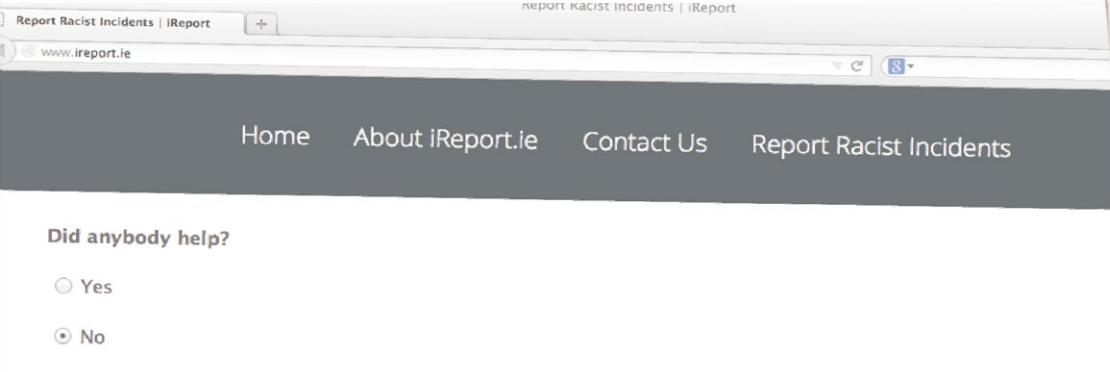 Report Racist Incidents | iReport
Report Racist Incidents | iReport
www.ireport.ie
8
Home About iReport.ie Contact Us Report Racist Incidents
Did anybody help?
Yes
No